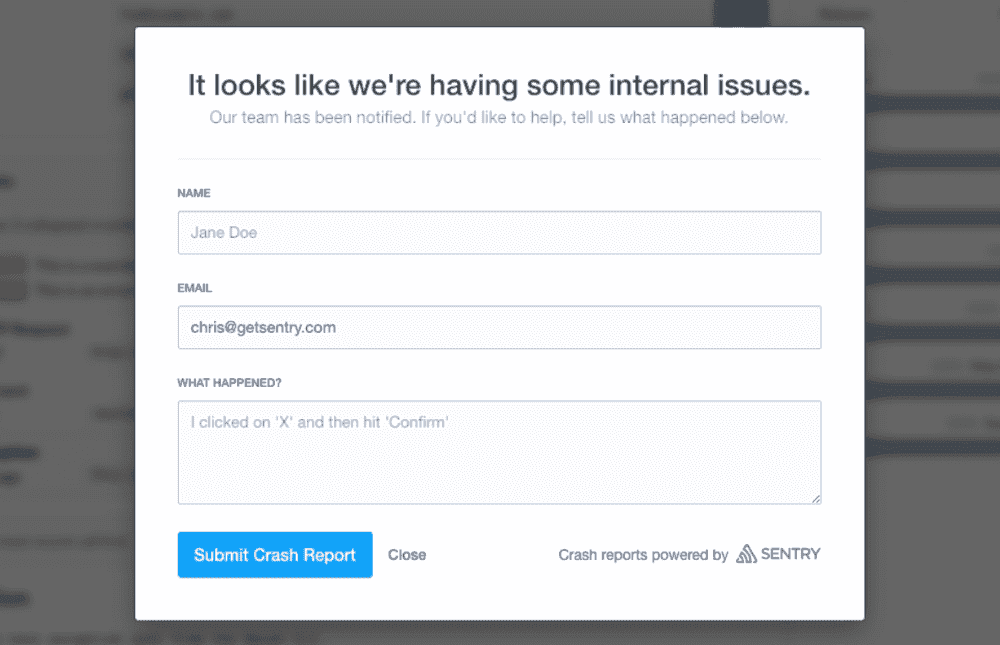 It looks like we're having some internal issues.
Our team has been notified. If you'd like to help, tell us what happened below.
NAME
Jane Doe
EMAIL
chris@getsentry.com
WHAT HAPPENED?
I clicked on 'X' and then hit 'Confirm'
Submit Crash Report Close Crash reports powered by SENTRY